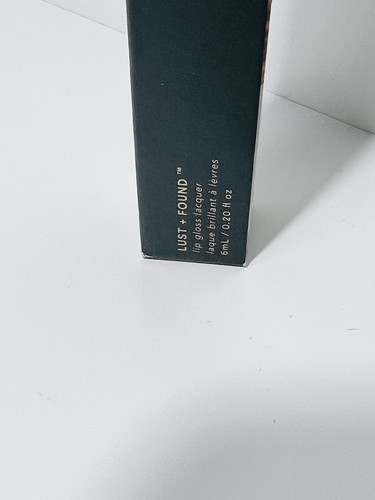 LUST + FOUND™
lip gloss lacquer
laque brillant à lèvres
6mL / 0.20 fl oz